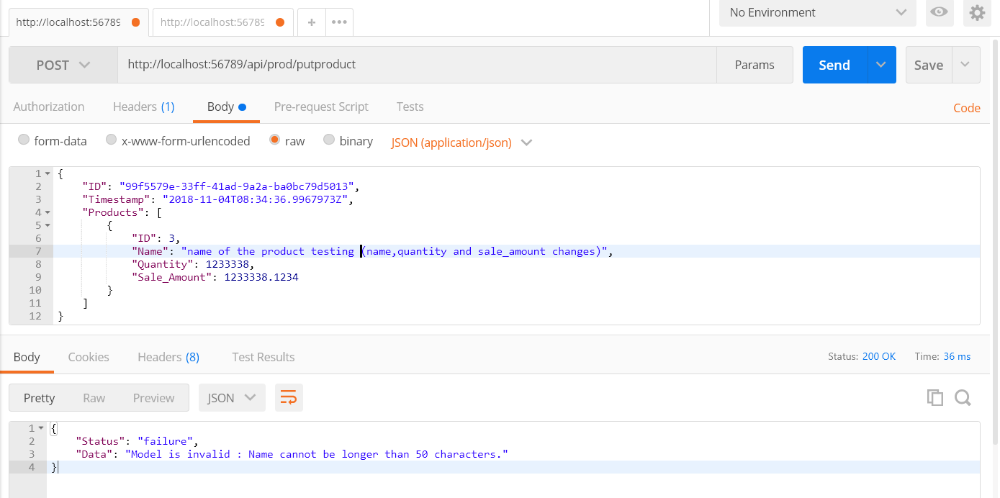 http://localhost:56789
http://localhost:56789
+
•••
No Environment
POST
http://localhost:56789/api/prod/putproduct
Params
Send
Save
Authorization
Headers (1)
Body
Pre-request Script
Tests
Code
form-data
x-www-form-urlencoded
raw
binary
JSON (application/json)
1 {
2 "ID": "99f5579e-33ff-41ad-9a2a-ba0bc79d5013",
3 "Timestamp": "2018-11-04T08:34:36.9967973Z",
4 "Products": [
5 {
6 "ID": 3,
7 "Name": "name of the product testing (name,quantity and sale_amount changes)",
8 "Quantity": 1233338,
9 "Sale_Amount": 1233338.1234
10 }
11 ]
12 }
Body
Cookies
Headers (8)
Test Results
Status: 200 OK
Time: 36 ms
Pretty
Raw
Preview
JSON
1 {
2 "Status": "failure",
3 "Data": "Model is invalid : Name cannot be longer than 50 characters."
4 }